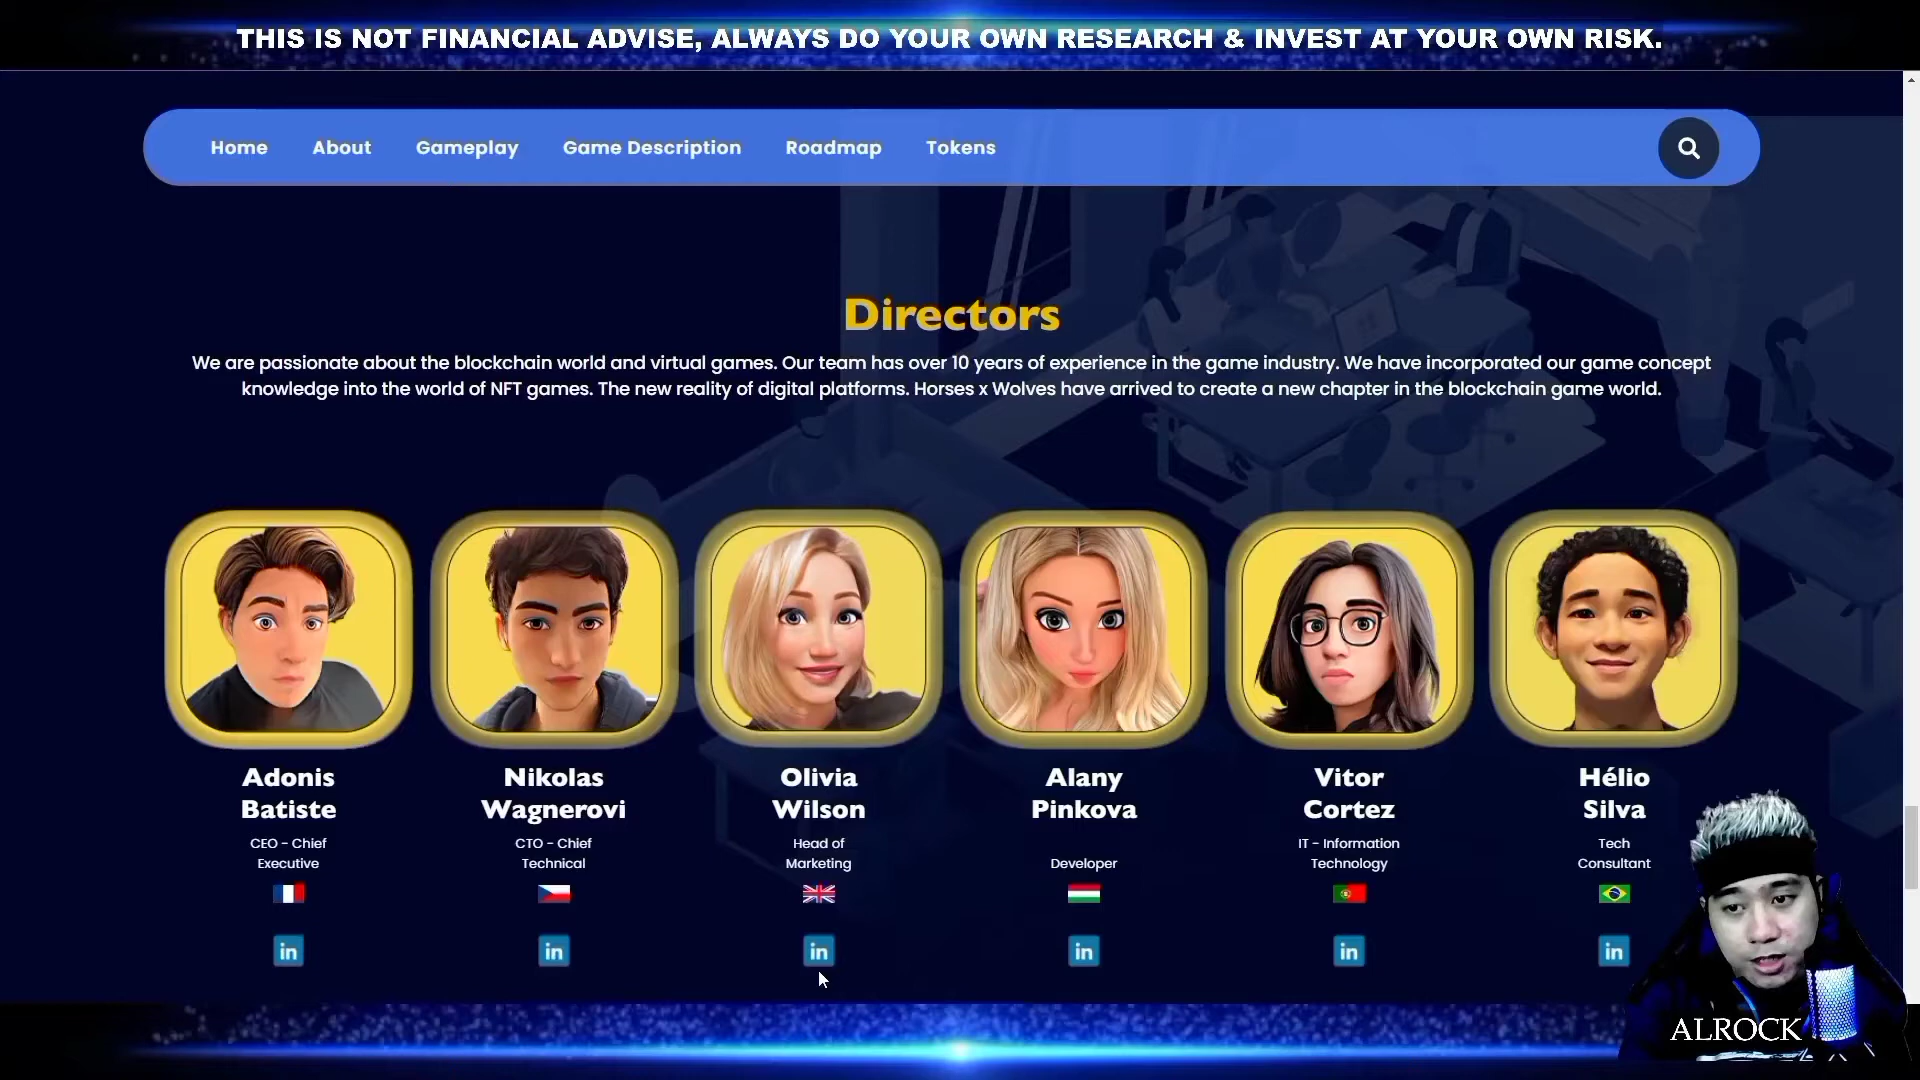 THIS IS NOT FINANCIAL ADVISE, ALWAYS DO YOUR OWN RESEARCH & INVEST AT YOUR OWN RISK.
Home About Gameplay Game Description Roadmap Tokens
Directors
We are passionate about the blockchain world and virtual games. Our team has over 10 years of experience in the game industry. We have incorporated our game concept
knowledge into the world of NFT games. The new reality of digital platforms. Horses x Wolves have arrived to create a new chapter in the blockchain game world.
Adonis
Batiste
CEO - Chief
Executive
in
Nikolas
Wagnerovi
CTO - Chief
Technical
in
Olivia
Wilson
Head of
Marketing
in
Alany
Pinkova
Developer
in
Vitor
Cortez
IT - Information
Technology
in
Hélio
Silva
Tech
Consultant
in
ALROCK